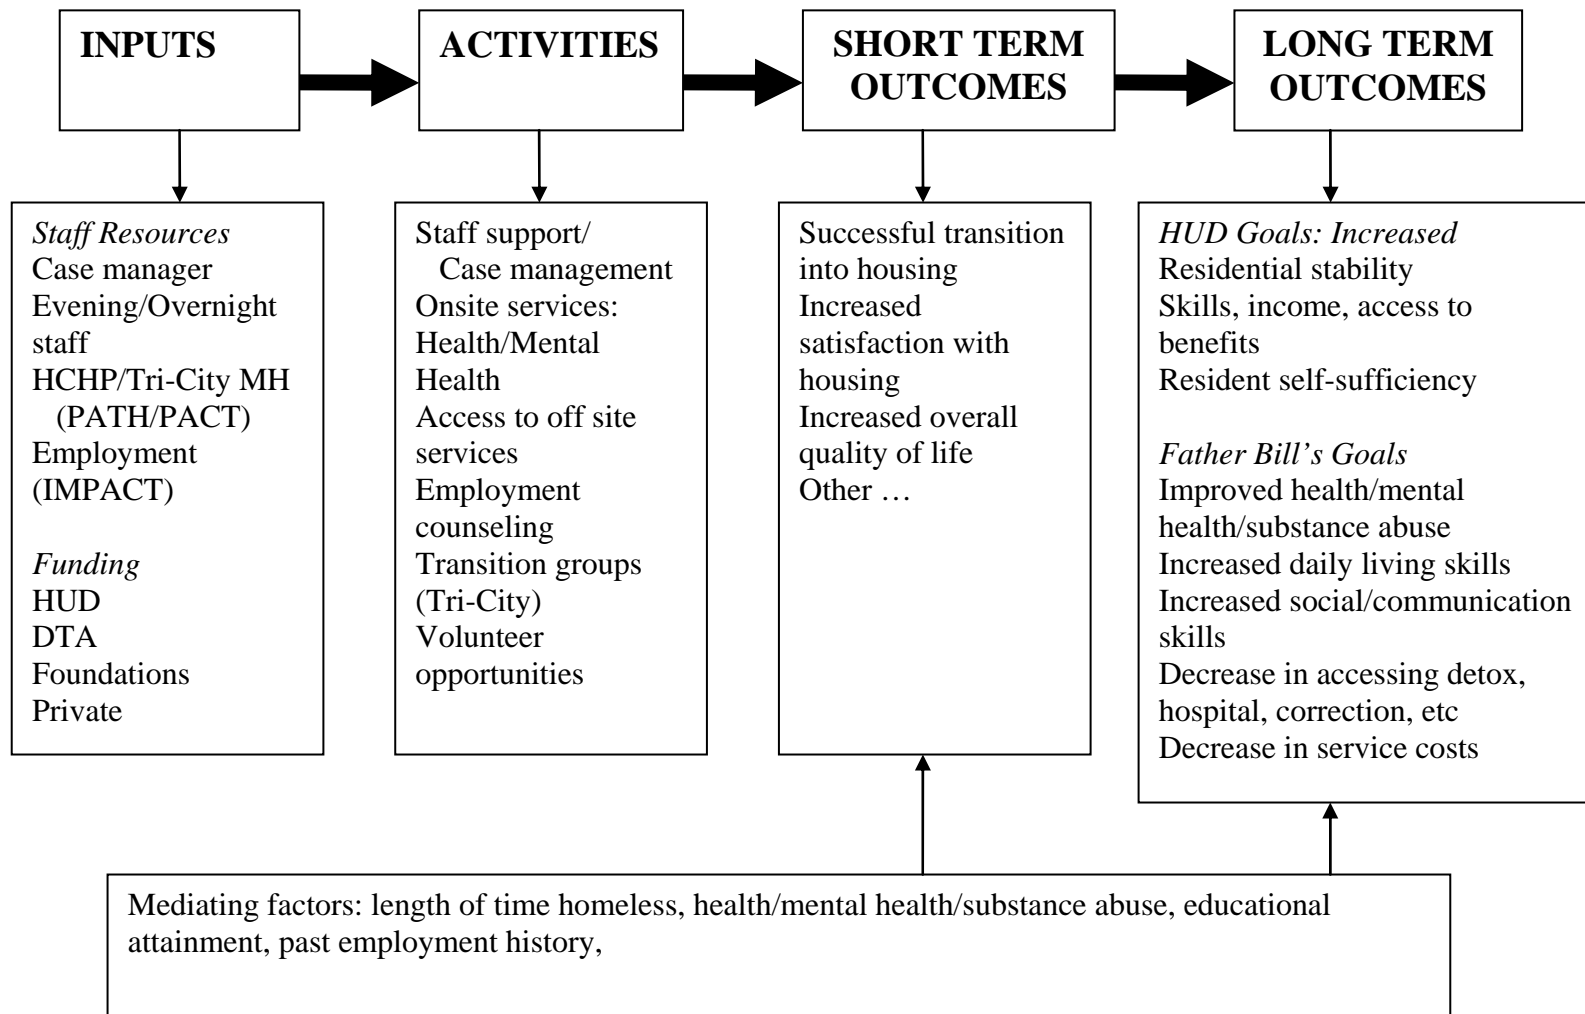 INPUTS
ACTIVITIES
SHORT TERM
OUTCOMES
LONG TERM
OUTCOMES
Staff Resources
Case manager
Evening/Overnight
staff
HCHP/Tri-City MH
(PATH/PACT)
Employment
(IMPACT)
Funding
HUD
DTA
Foundations
Private
Staff support/
Case management
Onsite services:
Health/Mental
Health
Access to off site
services
Employment
counseling
Transition groups
(Tri-City)
Volunteer
opportunities
Successful transition
into housing
Increased
satisfaction with
housing
Increased overall
quality of life
Other …
HUD Goals: Increased
Residential stability
Skills, income, access to
benefits
Resident self-sufficiency
Father Bill’s Goals
Improved health/mental
health/substance abuse
Increased daily living skills
Increased social/communication
skills
Decrease in accessing detox,
hospital, correction, etc
Decrease in service costs
Mediating factors: length of time homeless, health/mental health/substance abuse, educational
attainment, past employment history,